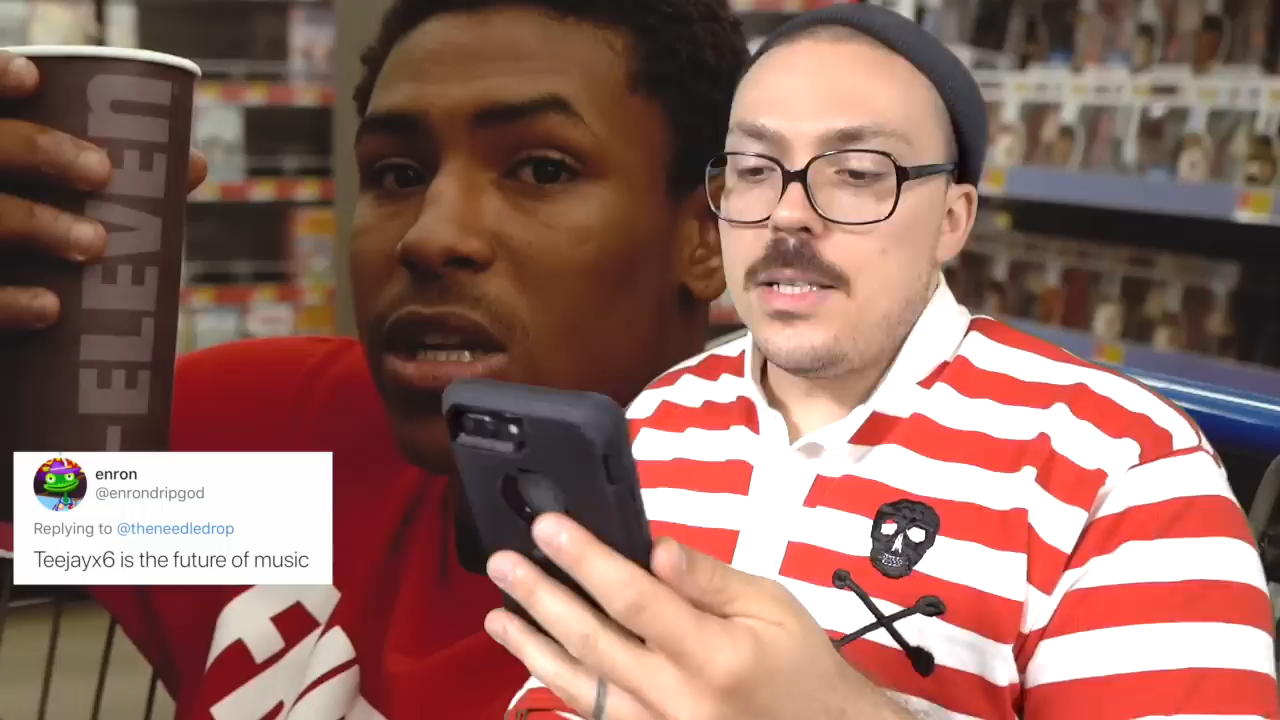 - ELEVEn
enron
@enrondripgod
Replying to @theneedledrop
Teejayx6 is the future of music